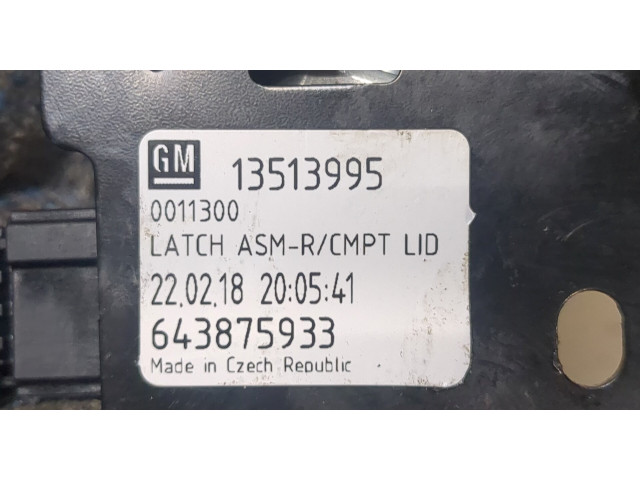 GM 13513995
0011300
LATCH ASM-R/CMPT LID
22.02.18 20:05:41
643875933
Made in Czech Republic